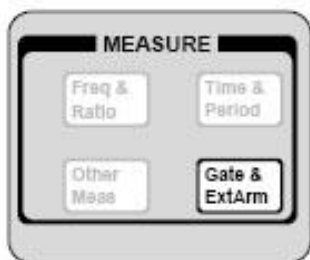 MEASURE
Freq & Time &
Ratio Period
Other Gate &
Meas ExtArm